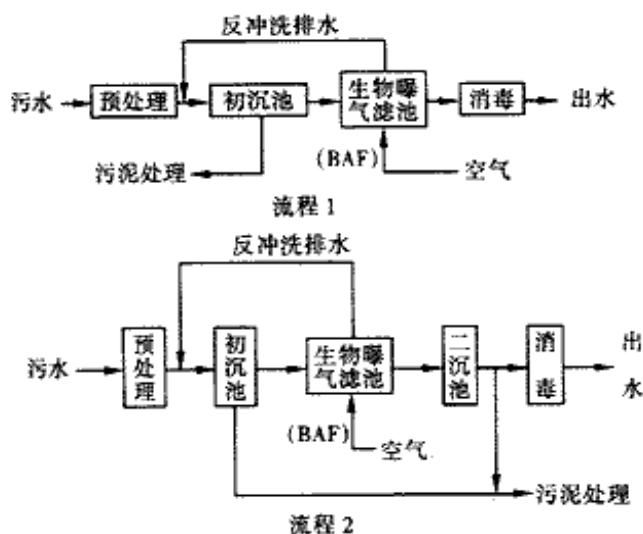 反冲洗排水
污水
预处理
初沉池
生物曝
气滤池
消毒
出水
(BAF)
污泥处理
空气
流程 1
反冲洗排水
污水
预处理
初沉池
生物曝
气滤池
二沉池
消毒
出水
(BAF)
空气
污泥处理
流程 2